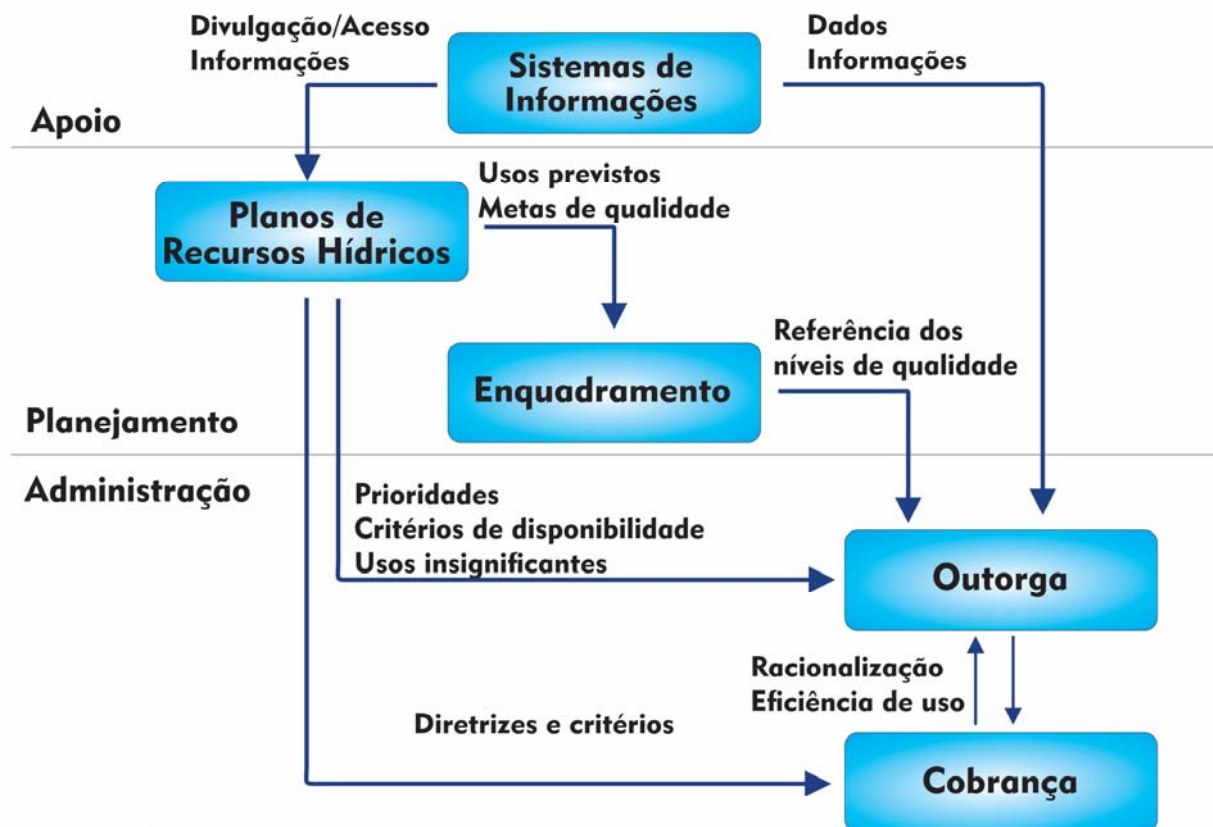 Divulgação/Acesso
Informações
Sistemas de
Informações
Dados
Informações
Apoio
Planos de
Recursos Hídricos
Usos previstos
Metas de qualidade
Enquadramento
Referência dos
níveis de qualidade
Planejamento
Administração
Prioridades
Critérios de disponibilidade
Usos insignificantes
Outorga
Racionalização
Eficiência de uso
Diretrizes e critérios
Cobrança